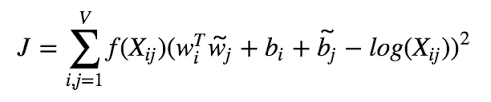 J = \sum_{i,j=1}^{V} f(X_{ij})(w_i^T \tilde{w}_j + b_i + \tilde{b}_j - log(X_{ij}))^2